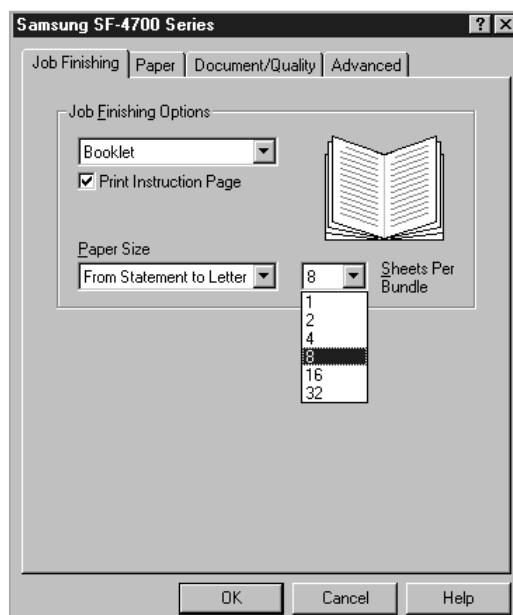 Samsung SF-4700 Series
Job Finishing Paper Document/Quality Advanced
Job Finishing Options
Booklet
Print Instruction Page
Paper Size
From Statement to Letter 8 Sheets Per
Bundle
1
2
4
8
16
32
OK Cancel Help